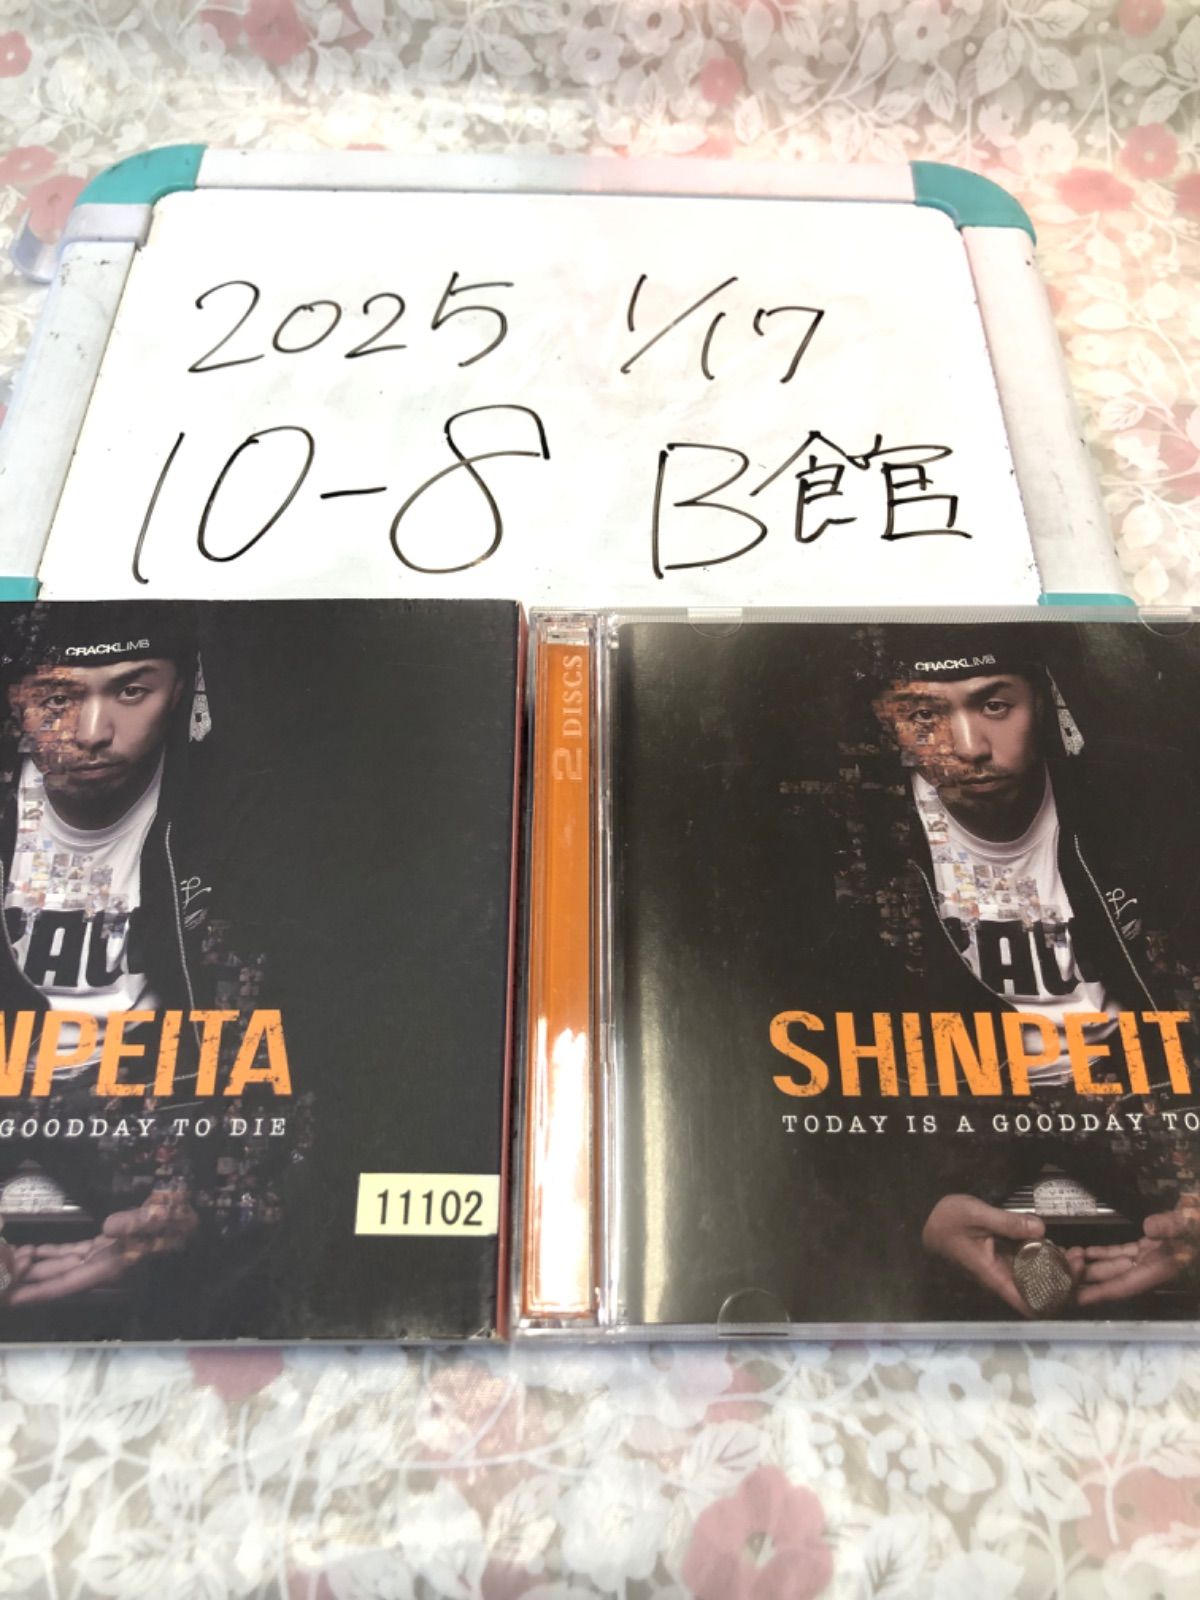 2025 1/17
10-8 B館
CRACKLIMB
NPEITA
GOODDAY TO DIE
11102
2 DISCS
CRACKLIMB
SHINPEIT
TODAY IS A GOODDAY TO